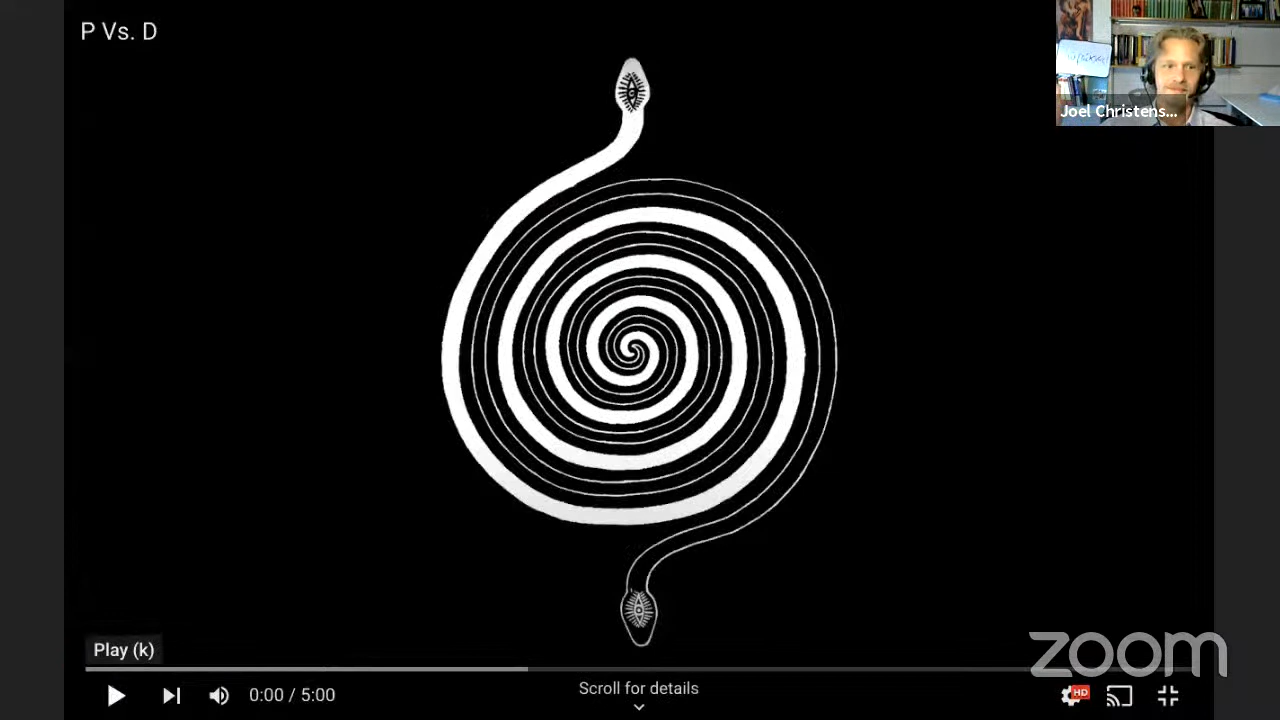 P Vs. D
Joel Christens...
Play (k)
0:00 / 5:00
Scroll for details
HD
zoom